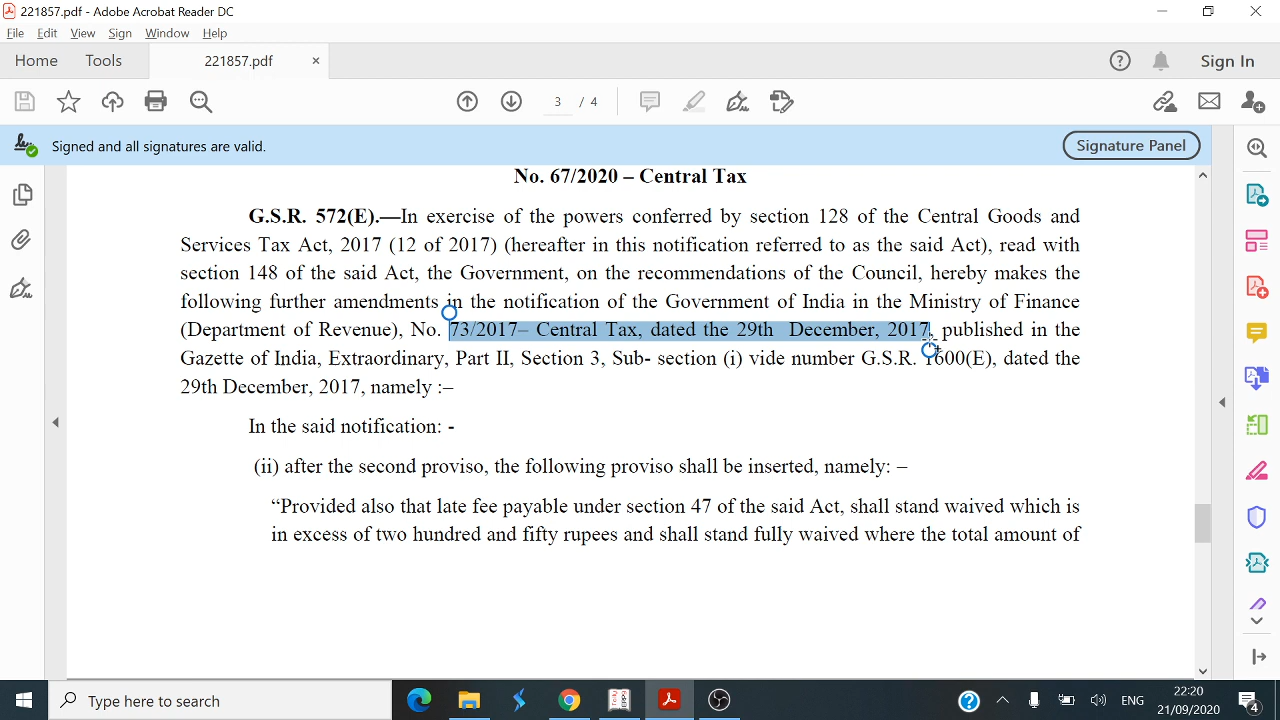 221857.pdf - Adobe Acrobat Reader DC
File Edit View Sign Window Help
Home Tools 221857.pdf × Sign In
3 / 4
Signed and all signatures are valid.
Signature Panel
No. 67/2020 – Central Tax
G.S.R. 572(E).—In exercise of the powers conferred by section 128 of the Central Goods and
Services Tax Act, 2017 (12 of 2017) (hereafter in this notification referred to as the said Act), read with
section 148 of the said Act, the Government, on the recommendations of the Council, hereby makes the
following further amendments in the notification of the Government of India in the Ministry of Finance
(Department of Revenue), No. 73/2017– Central Tax, dated the 29th December, 2017, published in the
Gazette of India, Extraordinary, Part II, Section 3, Sub- section (i) vide number G.S.R. 1600(E), dated the
29th December, 2017, namely :–
In the said notification: -
(ii) after the second proviso, the following proviso shall be inserted, namely: –
“Provided also that late fee payable under section 47 of the said Act, shall stand waived which is
in excess of two hundred and fifty rupees and shall stand fully waived where the total amount of
Type here to search
ENG
22:20
21/09/2020
4